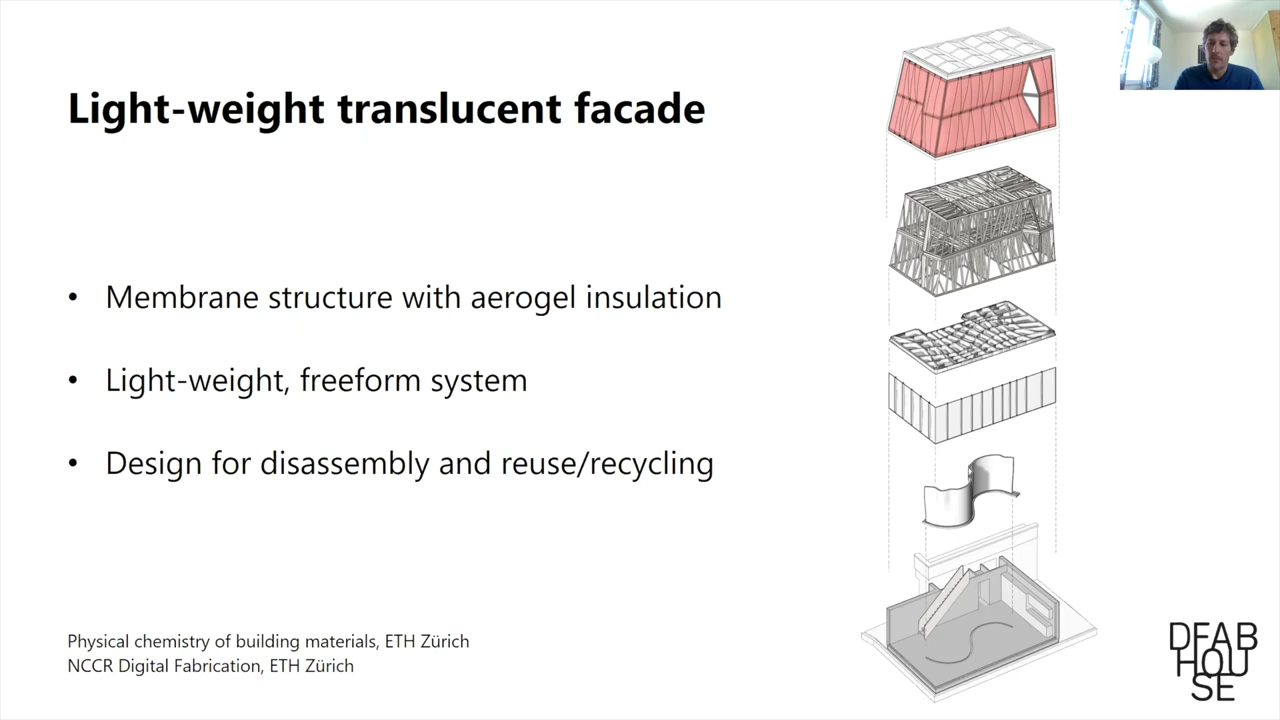 Light-weight translucent facade
• Membrane structure with aerogel insulation
• Light-weight, freeform system
• Design for disassembly and reuse/recycling
Physical chemistry of building materials, ETH Zürich
NCCR Digital Fabrication, ETH Zürich
DFAB
HOU
SE